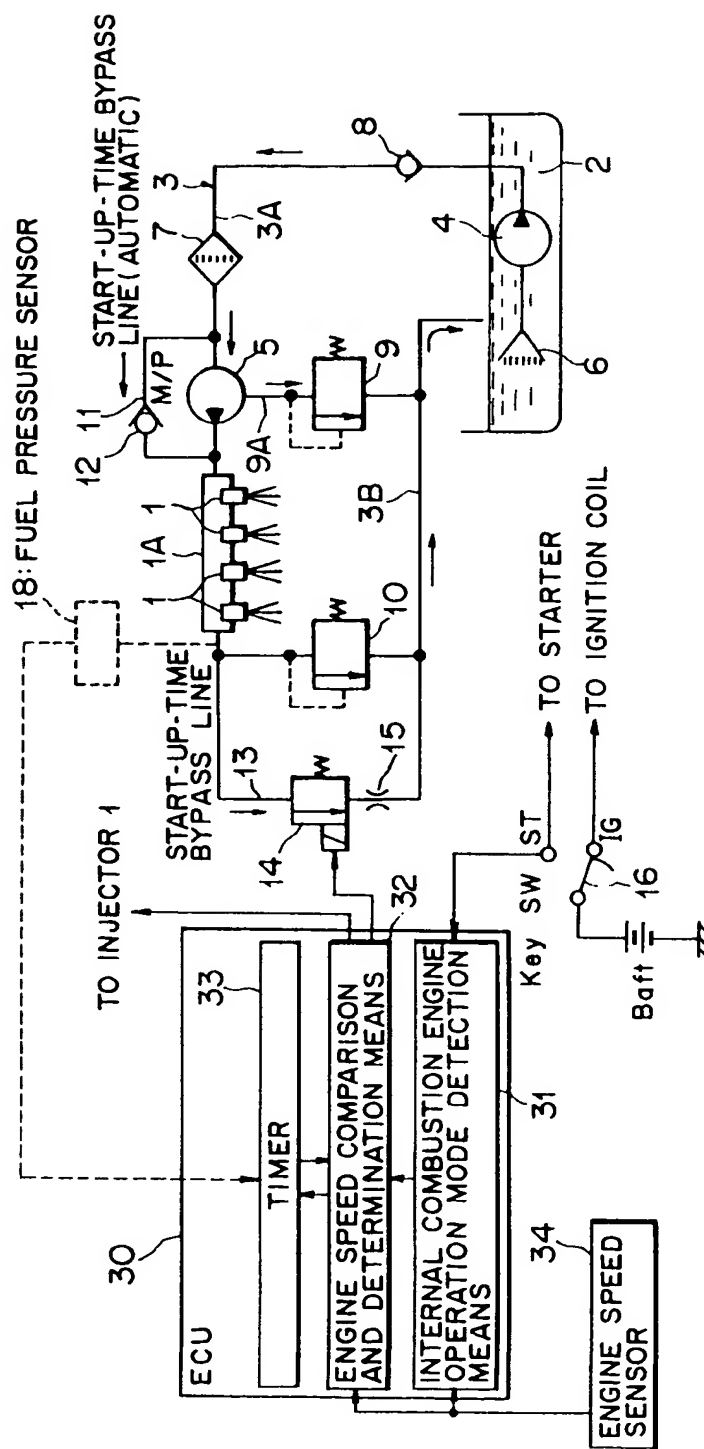 18: FUEL PRESSURE SENSOR
START-UP-TIME BYPASS
LINE(AUTOMATIC)
11
12
M/P
7
3
3A
8
5
1
1A
1
9A
9
4
2
6
3B
10
START-UP-TIME
BYPASS LINE
13
14
15
TO INJECTOR 1
30
ECU
33
TIMER
32
ENGINE SPEED COMPARISON
AND DETERMINATION MEANS
INTERNAL COMBUSTION ENGINE
OPERATION MODE DETECTION
MEANS
31
34
ENGINE SPEED
SENSOR
Key SW
ST
TO STARTER
IG
TO IGNITION COIL
16
Baft